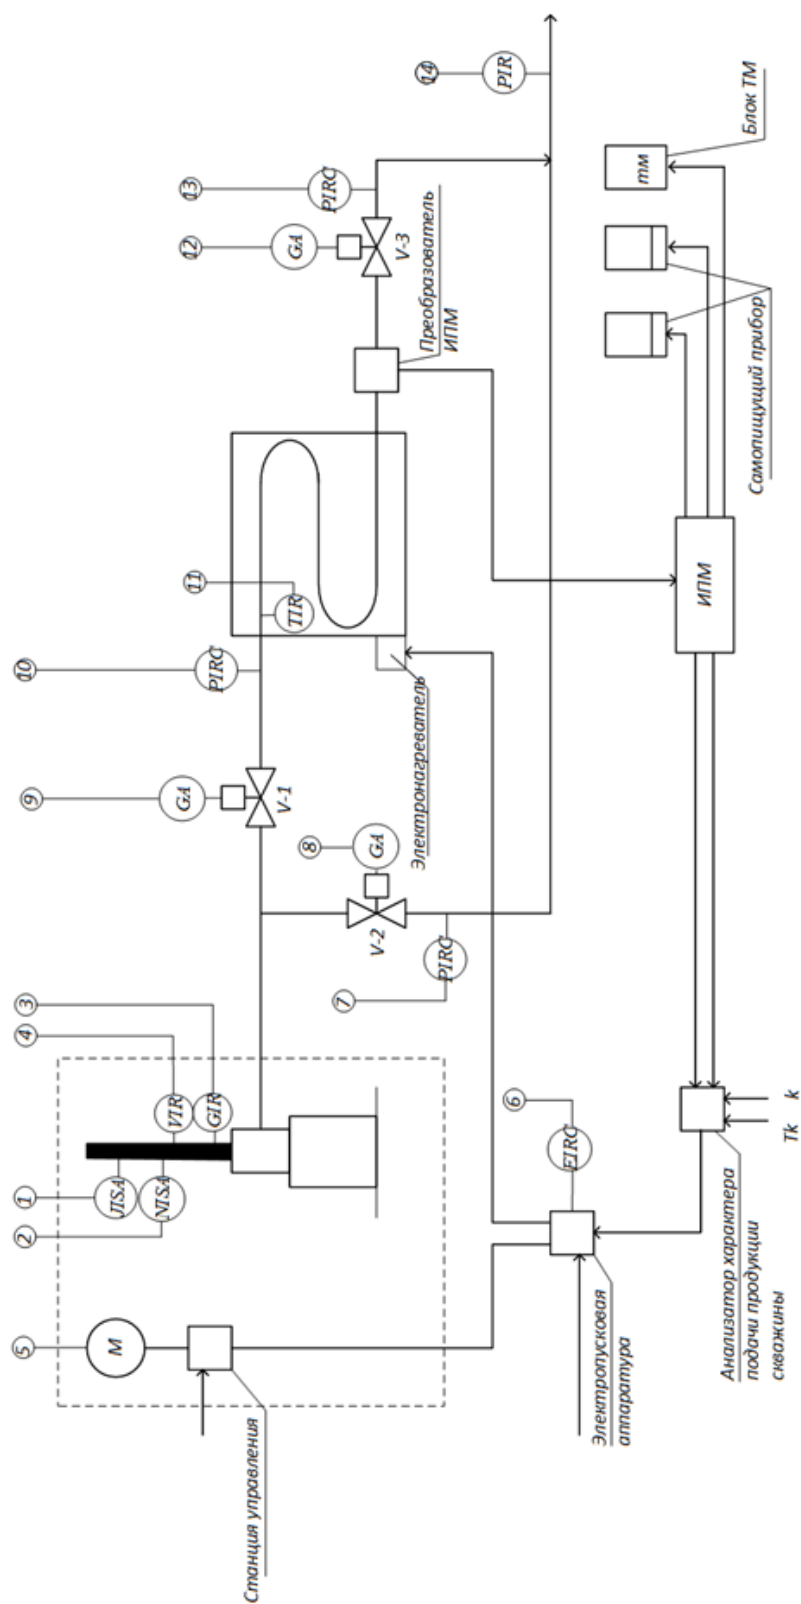 1
JISA
2
NISA
3
GIR
4
VIR
5
M
Станция управления
6
EIRC
Электропусковая
аппаратура
7
PIRC
V-2
8
GA
9
GA
V-1
10
PIRC
11
TIR
Электронагреватель
12
GA
V-3
13
PIRC
Преобразователь
ИПМ
14
PIR
Блок ТМ
тм
Самопищущий прибор
ИПМ
Tk
k
Анализатор характера
подачи продукции
скважины